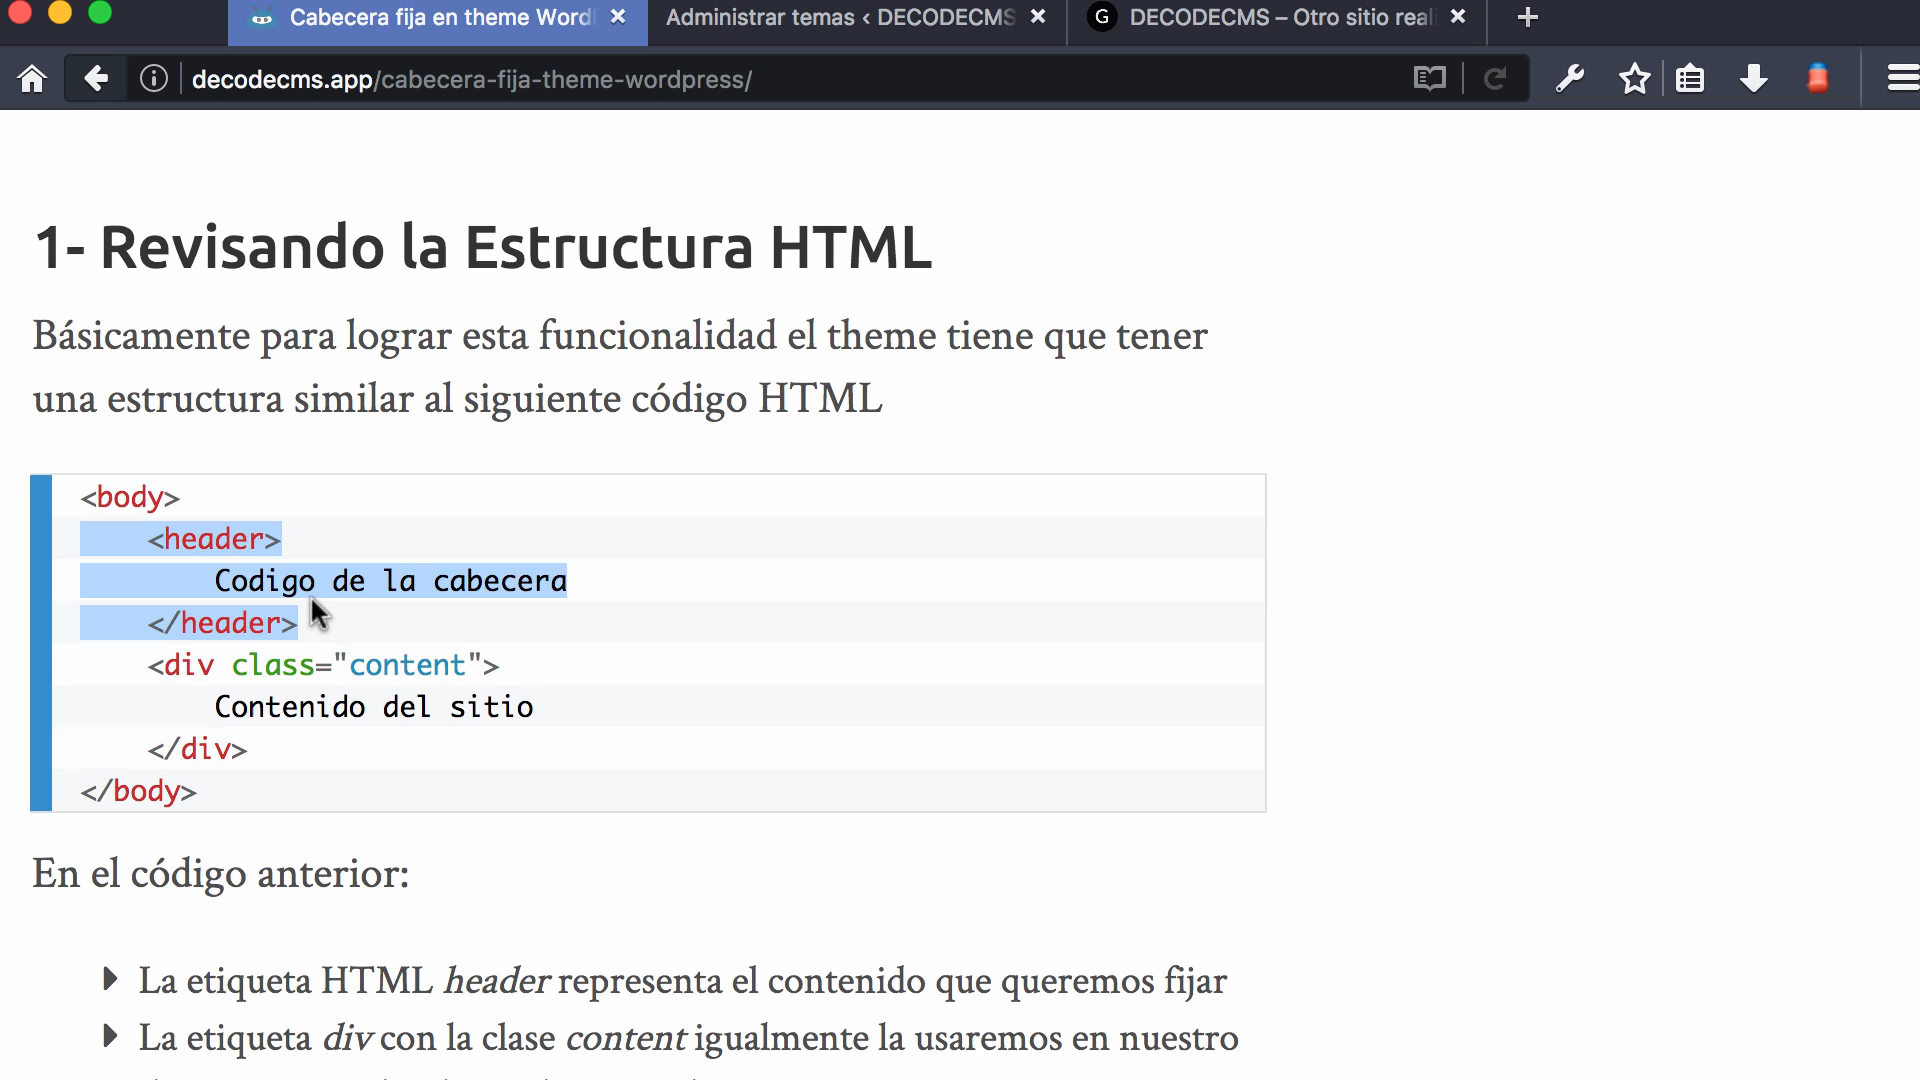 Cabecera fija en theme Word
Administrar temas ‹ DECODECMS
G DECODECMS – Otro sitio real
decodecms.app/cabecera-fija-theme-wordpress/
1- Revisando la Estructura HTML
Básicamente para lograr esta funcionalidad el theme tiene que tener
una estructura similar al siguiente código HTML
<body>
<header>
Codigo de la cabecera
</header>
<div class="content">
Contenido del sitio
</div>
</body>
En el código anterior:
La etiqueta HTML header representa el contenido que queremos fijar
La etiqueta div con la clase content igualmente la usaremos en nuestro